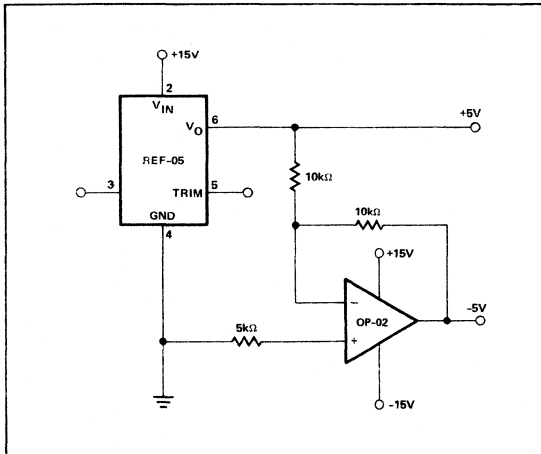 +15V
2
VIN
VO
6
+5V
REF-05
10kΩ
3
TRIM
5
10kΩ
GND
4
+15V
−
OP-02
-5V
5kΩ
+
-15V